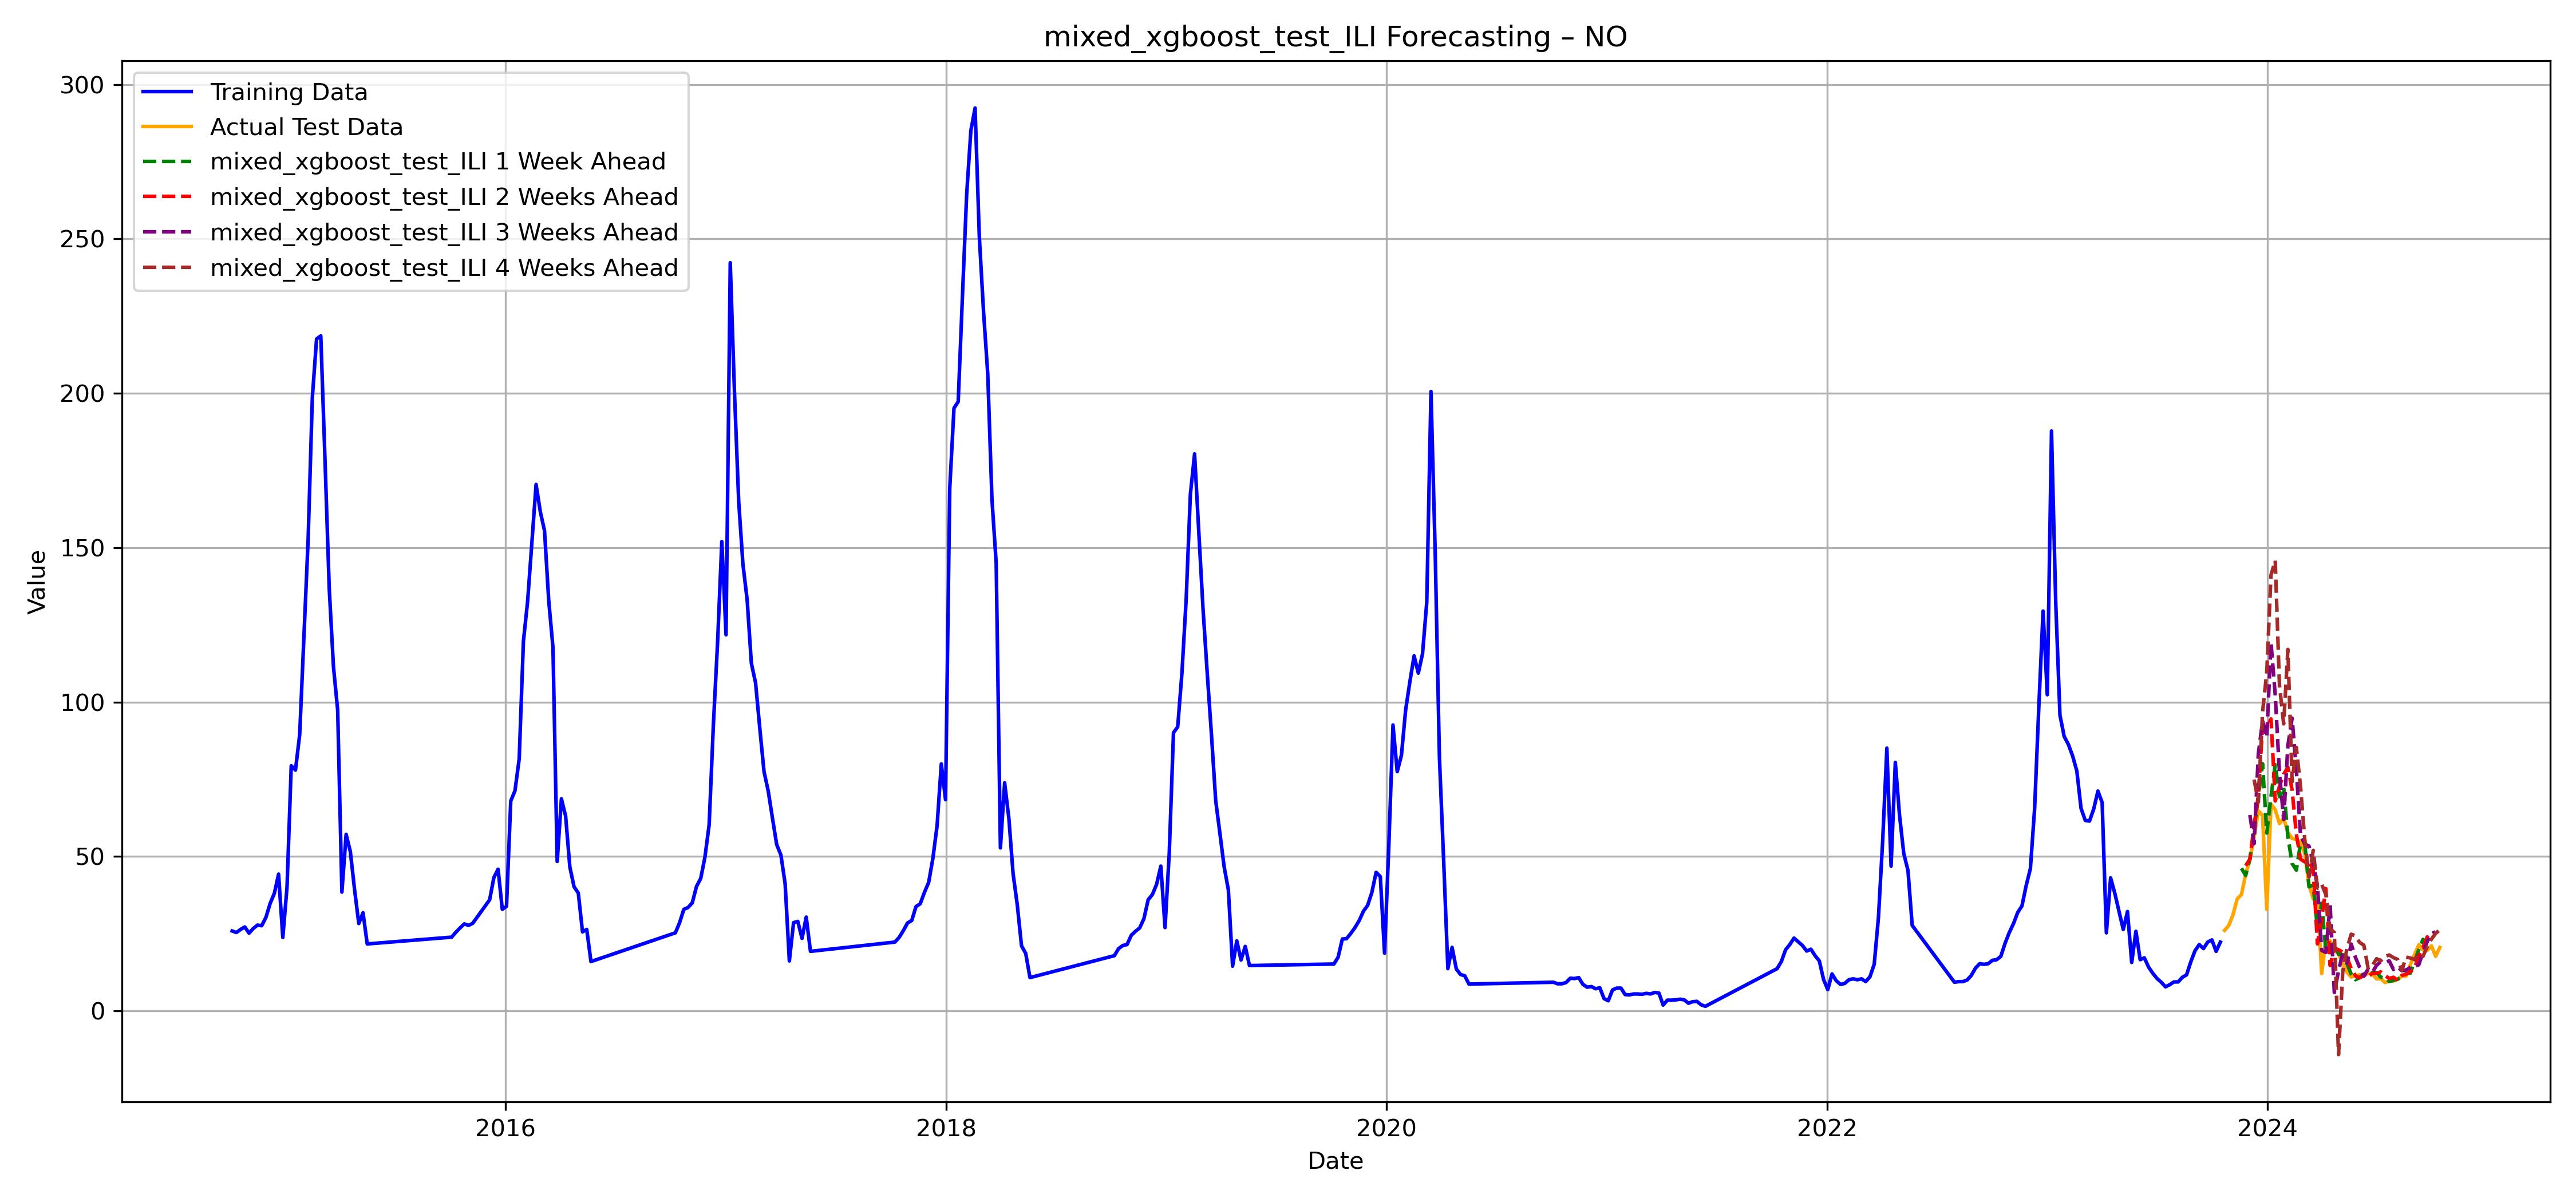 mixed_xgboost_test_ILI Forecasting – NO
Training Data
Actual Test Data
mixed_xgboost_test_ILI 1 Week Ahead
mixed_xgboost_test_ILI 2 Weeks Ahead
mixed_xgboost_test_ILI 3 Weeks Ahead
mixed_xgboost_test_ILI 4 Weeks Ahead
Value
300
250
200
150
100
50
0
2016
2018
2020
2022
2024
Date